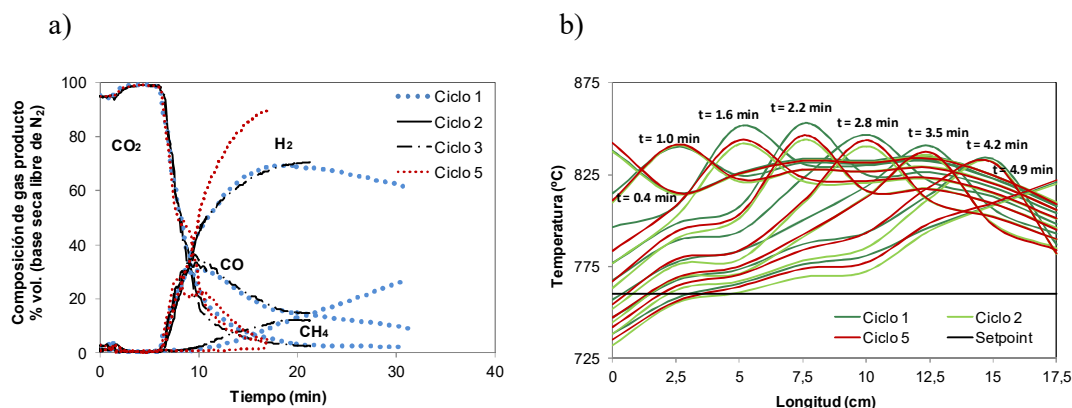 a)
b)
Composición de gas producto
% vol. (base seca libre de N₂)
100
80
60
40
20
0
0
10
20
30
40
Tiempo (min)
CO₂
H₂
CO
CH₄
Ciclo 1
Ciclo 2
Ciclo 3
Ciclo 5
Temperatura (ºC)
875
825
775
725
0
2,5
5
7,5
10
12,5
15
17,5
Longitud (cm)
t = 0.4 min
t = 1.0 min
t = 1.6 min
t = 2.2 min
t = 2.8 min
t = 3.5 min
t = 4.2 min
t = 4.9 min
Ciclo 1
Ciclo 2
Ciclo 5
Setpoint